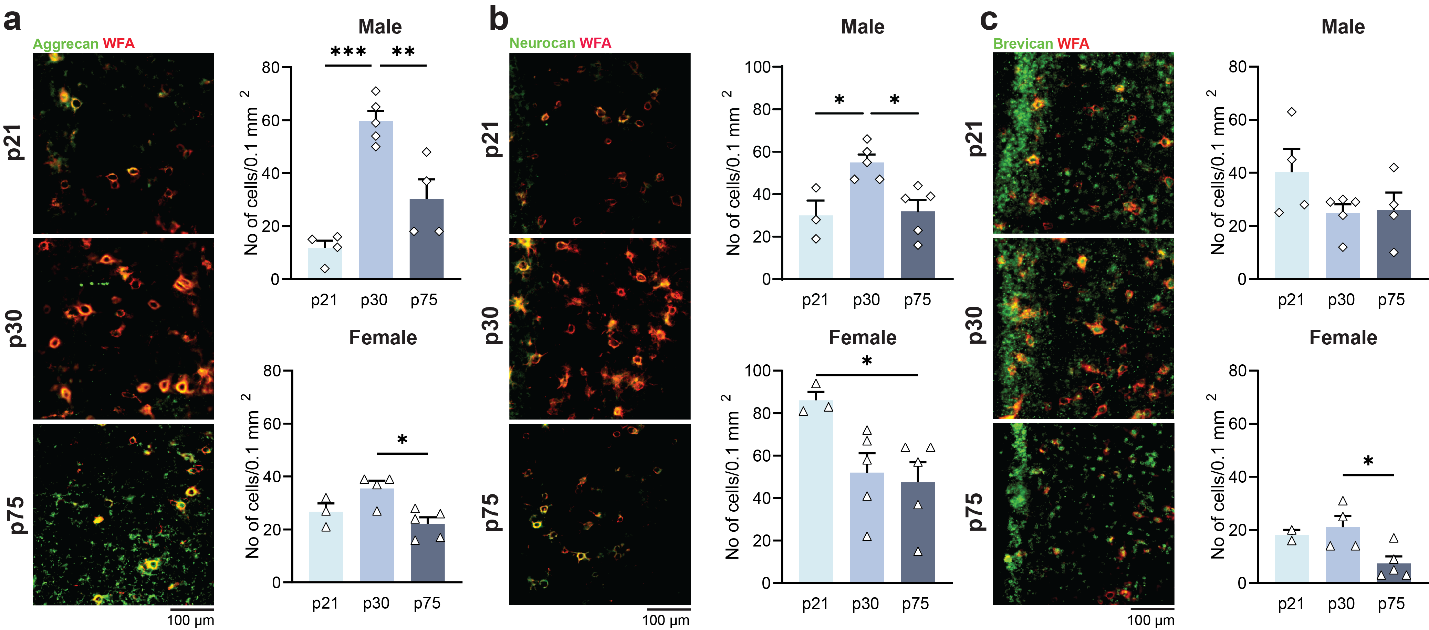 a
Aggrecan WFA
p21
p30
p75
100 µm
Male
*** **
No of cells/0.1 mm 2
80
60
40
20
0
p21 p30 p75
Female
*
No of cells/0.1 mm 2
80
60
40
20
0
p21 p30 p75
b
Neurocan WFA
p21
p30
p75
100 µm
Male
* *
No of cells/0.1 mm 2
100
80
60
40
20
0
p21 p30 p75
Female
*
No of cells/0.1 mm 2
100
80
60
40
20
0
p21 p30 p75
c
Brevican WFA
p21
p30
p75
100 µm
Male
No of cells/0.1 mm 2
80
60
40
20
0
p21 p30 p75
Female
*
No of cells/0.1 mm 2
80
60
40
20
0
p21 p30 p75